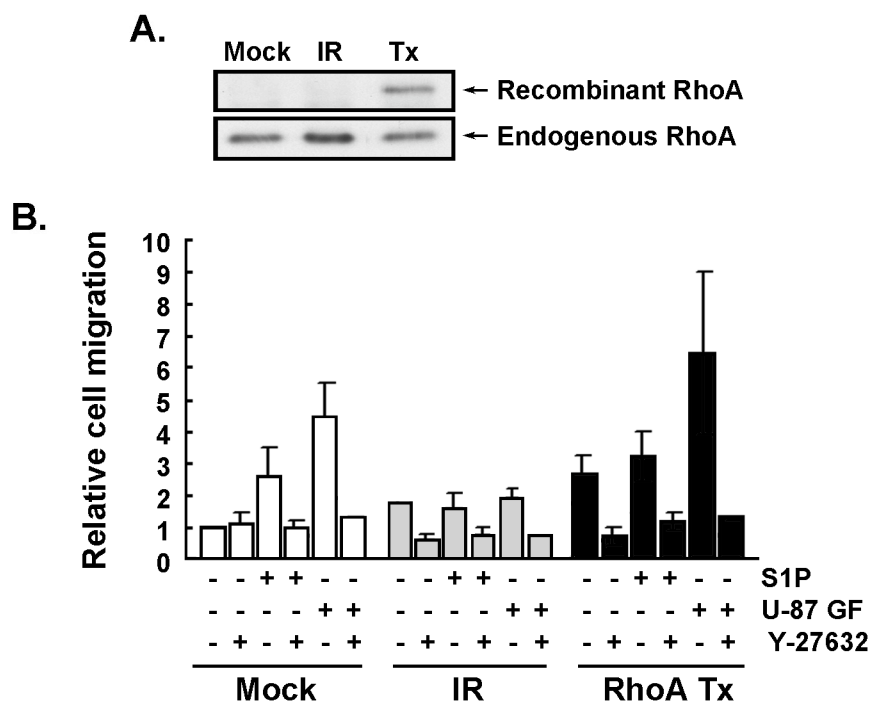 A.
Mock IR Tx
Recombinant RhoA
Endogenous RhoA
B.
Relative cell migration
10
9
8
7
6
5
4
3
2
1
0
- - + + - - - - + + - - - - + + - - S1P
- - - - + + - - - - + + - - - - + + U-87 GF
- + - + - + - + - + - + - + - + - + Y-27632
Mock IR RhoA Tx